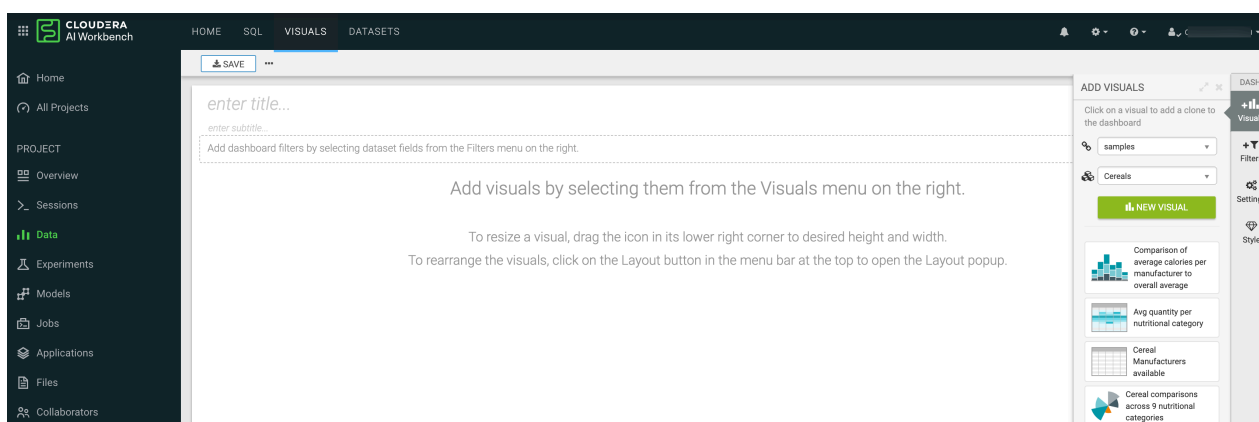 CLOUDERA
AI Workbench
HOME SQL VISUALS DATASETS
Home
All Projects
PROJECT
Overview
Sessions
Data
Experiments
Models
Jobs
Applications
Files
Collaborators
SAVE
enter title...
enter subtitle...
Add dashboard filters by selecting dataset fields from the Filters menu on the right.
Add visuals by selecting them from the Visuals menu on the right.
To resize a visual, drag the icon in its lower right corner to desired height and width.
To rearrange the visuals, click on the Layout button in the menu bar at the top to open the Layout popup.
ADD VISUALS
Click on a visual to add a clone to
the dashboard
samples
Cereals
NEW VISUAL
Comparison of
average calories per
manufacturer to
overall average
Avg quantity per
nutritional category
Cereal
Manufacturers
available
Cereal comparisons
across 9 nutritional
categories
DASH
Visual
Filter
Setting
Style